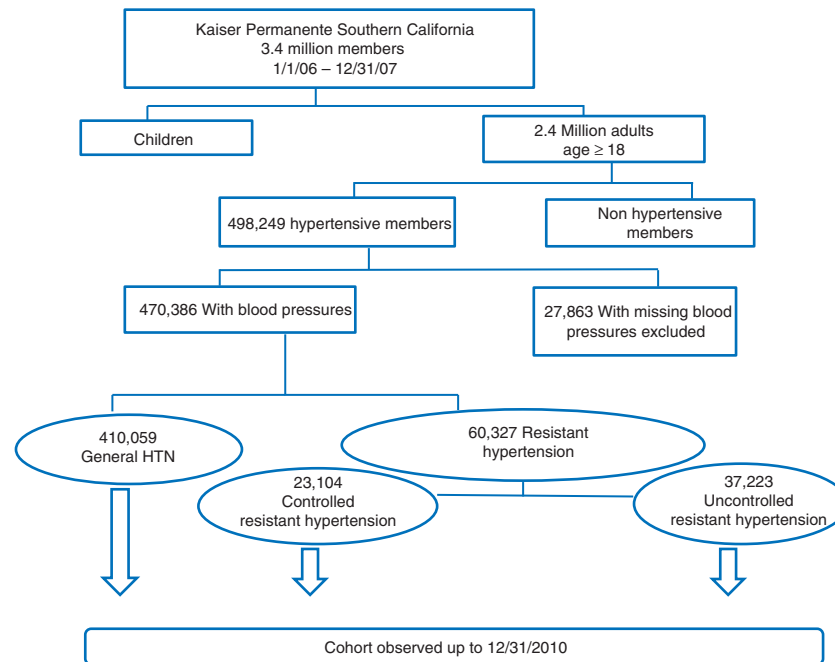 Kaiser Permanente Southern California
3.4 million members
1/1/06 – 12/31/07
Children
2.4 Million adults
age ≥ 18
498,249 hypertensive members
Non hypertensive
members
470,386 With blood pressures
27,863 With missing blood
pressures excluded
410,059
General HTN
60,327 Resistant
hypertension
23,104
Controlled
resistant hypertension
37,223
Uncontrolled
resistant hypertension
Cohort observed up to 12/31/2010